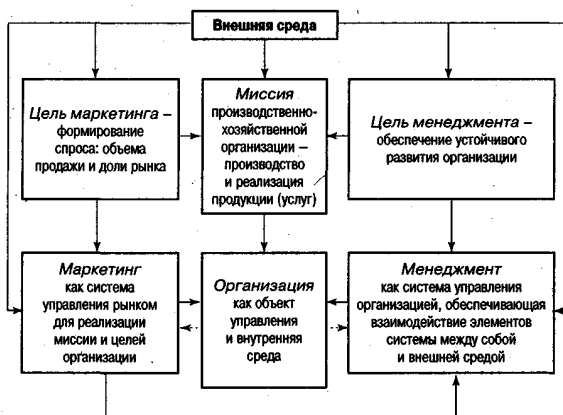 Внешняя среда
Цель маркетинга –
формирование
спроса: объема
продажи и доли рынка
Миссия
производственно-
хозяйственной
организации –
производство
и реализация
продукции (услуг)
Цель менеджмента –
обеспечение устойчивого
развития организации
Маркетинг
как система
управления рынком
для реализации
миссии и целей
организации
Организация
как объект
управления
и внутренняя
среда
Менеджмент
как система управления
организацией, обеспечивающая
взаимодействие элементов
системы между собой
и внешней средой